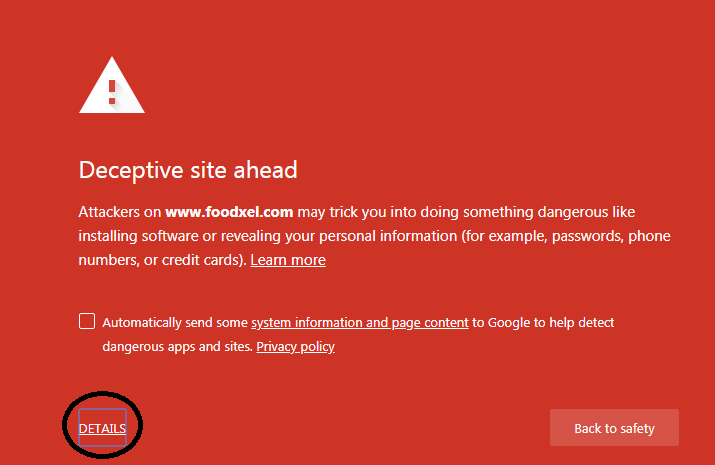 Deceptive site ahead
Attackers on www.foodxel.com may trick you into doing something dangerous like
installing software or revealing your personal information (for example, passwords, phone
numbers, or credit cards). Learn more
Automatically send some system information and page content to Google to help detect
dangerous apps and sites. Privacy policy
DETAILS
Back to safety